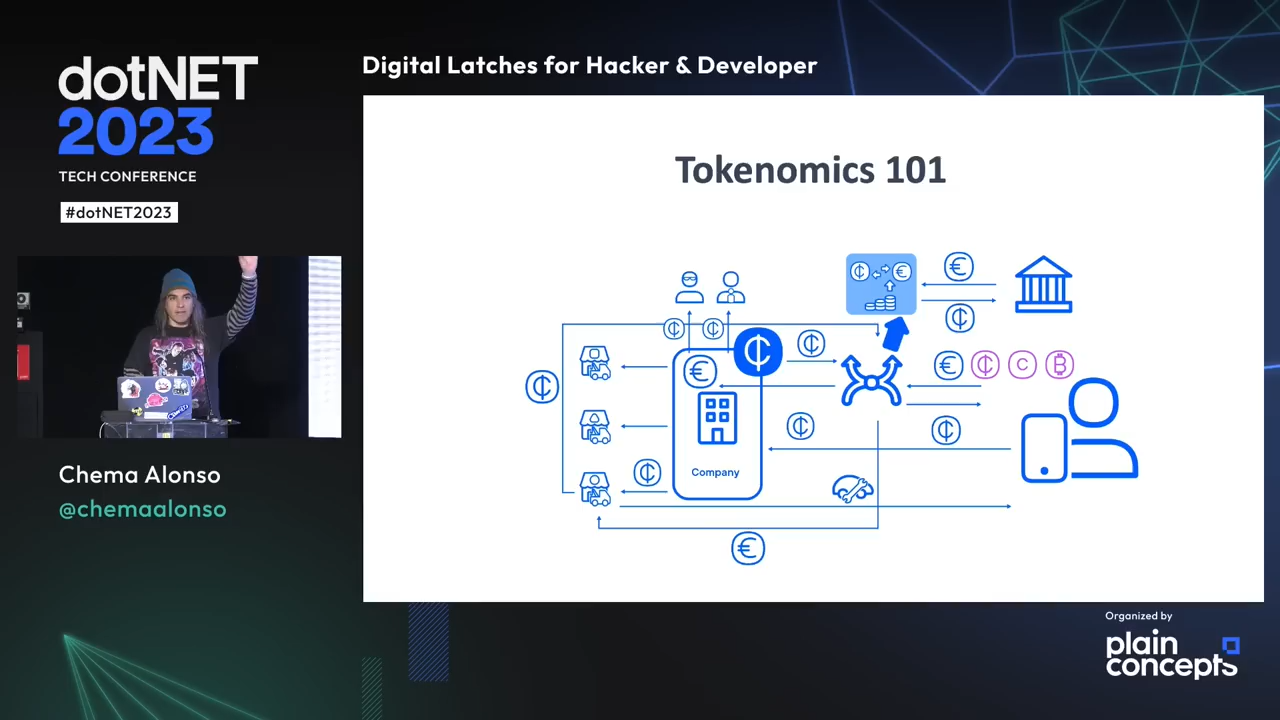 dotNET
2023
TECH CONFERENCE
#dotNET2023
Digital Latches for Hacker & Developer
Tokenomics 101
Company
Chema Alonso
@chemaalonso
Organized by
plain
concepts